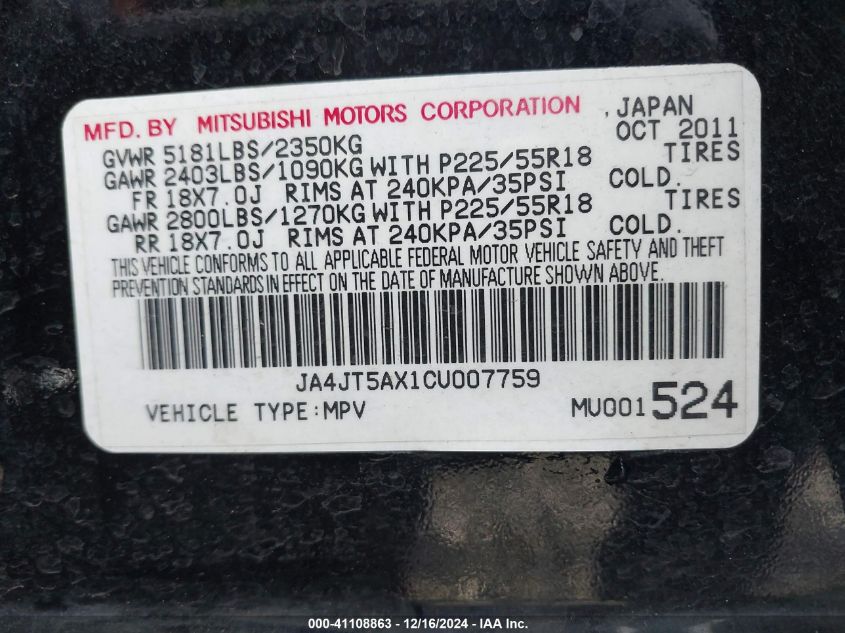 MFD. BY MITSUBISHI MOTORS CORPORATION , JAPAN
OCT 2011
GVWR 5181LBS/2350KG
GAWR 2403LBS/1090KG WITH P225/55R18 TIRES
FR 18X7.0J RIMS AT 240KPA/35PSI COLD.
GAWR 2800LBS/1270KG WITH P225/55R18 TIRES
RR 18X7.0J RIMS AT 240KPA/35PSI COLD.
THIS VEHICLE CONFORMS TO ALL APPLICABLE FEDERAL MOTOR VEHICLE SAFETY AND THEFT
PREVENTION STANDARDS IN EFFECT ON THE DATE OF MANUFACTURE SHOWN ABOVE.
JA4JT5AX1CU007759
VEHICLE TYPE:MPV MU001524
000-41108863 - 12/16/2024 - IAA Inc.